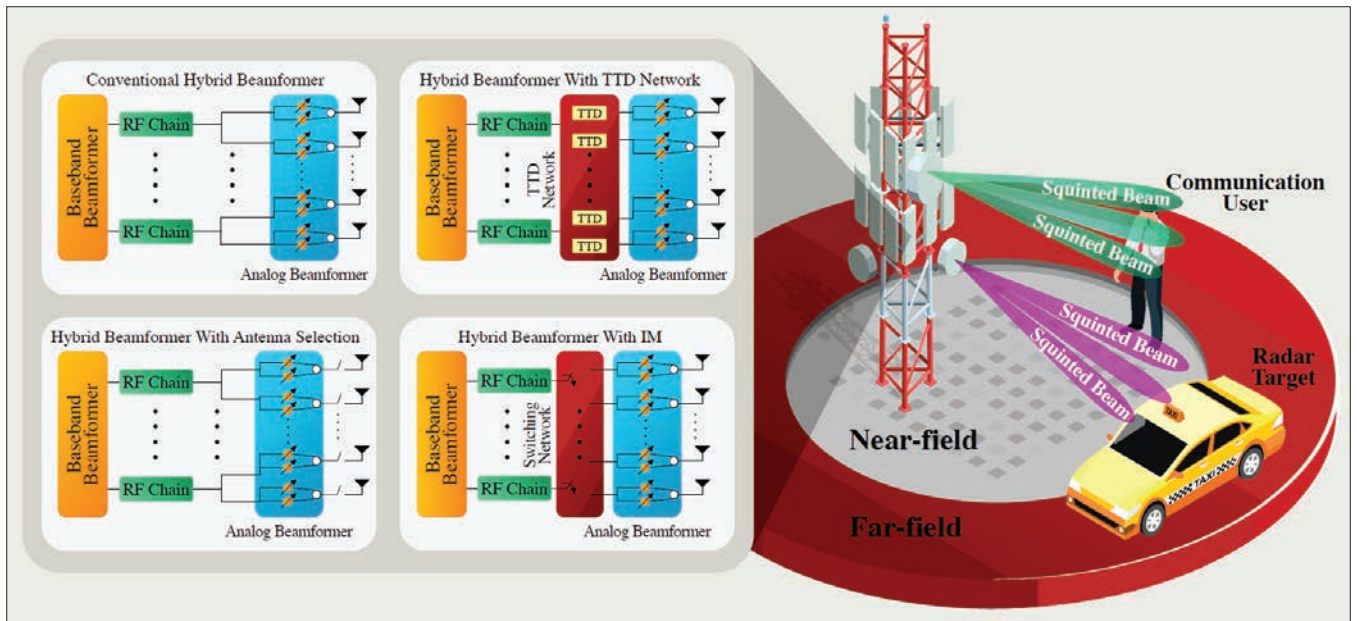 Conventional Hybrid Beamformer
Baseband
Beamformer
RF Chain
RF Chain
Analog Beamformer
Hybrid Beamformer With TTD Network
Baseband
Beamformer
RF Chain
RF Chain
TTD
Network
TTD
TTD
TTD
TTD
Analog Beamformer
Hybrid Beamformer With Antenna Selection
Baseband
Beamformer
RF Chain
RF Chain
Analog Beamformer
Hybrid Beamformer With IM
Baseband
Beamformer
RF Chain
RF Chain
Switching
Network
Analog Beamformer
Squinted Beam
Squinted Beam
Communication
User
Squinted Beam
Squinted Beam
Radar
Target
TAXI
TAXI
Near-field
Far-field